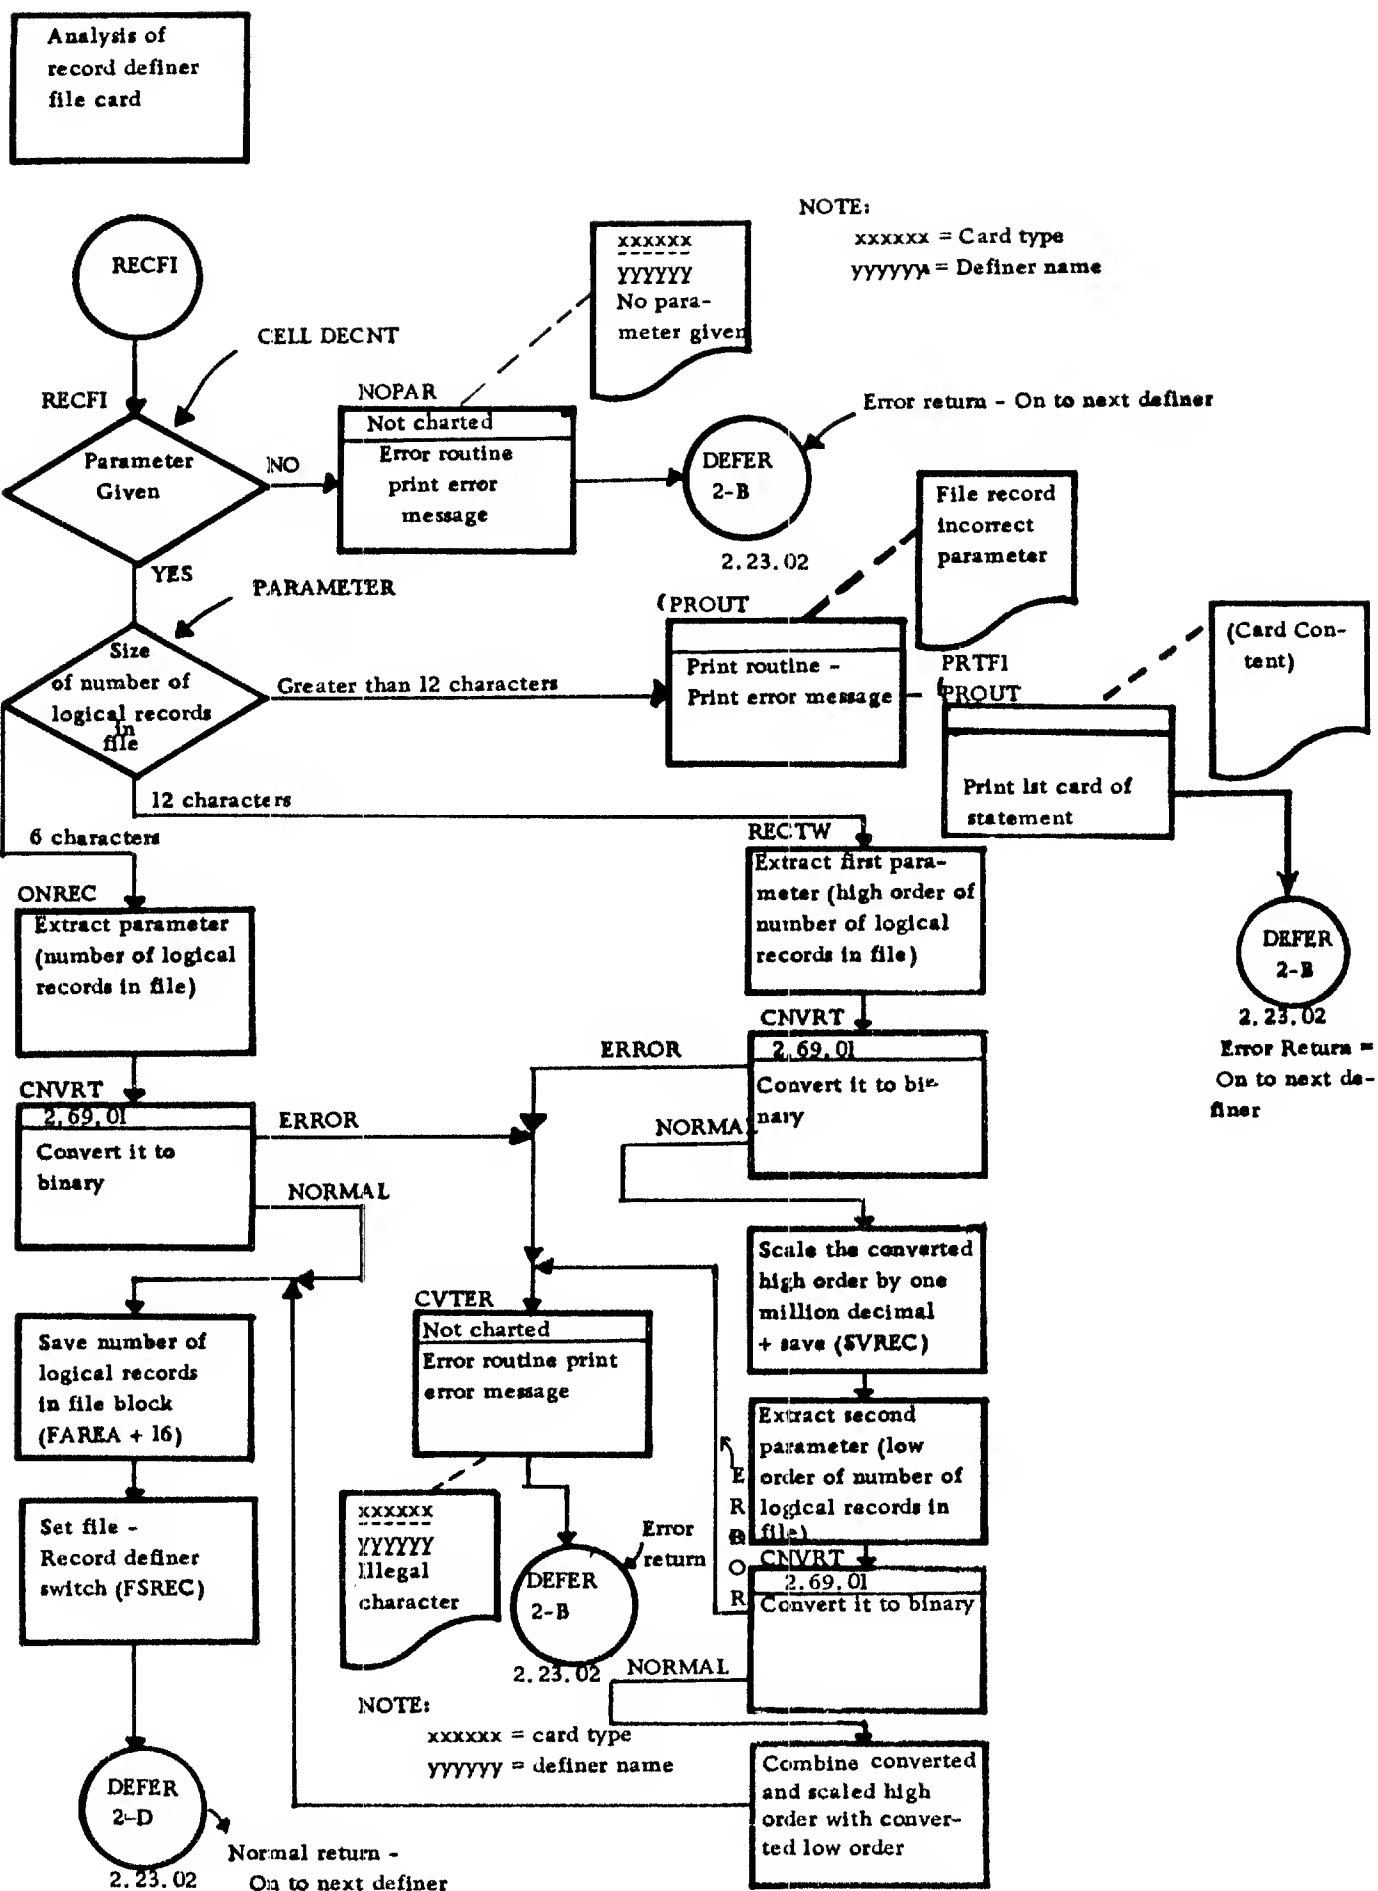 Analysis of
record definer
file card
NOTE:
xxxxxx = Card type
yyyyyy = Definer name
RECFI
xxxxxx
yyyyyy
No para-
meter given
CELL DECNT
RECFI
Parameter
Given
NO
YES
NOPAR
Not charted
Error routine
print error
message
Error return - On to next definer
DEFER
2-B
2.23.02
File record
incorrect
parameter
PARAMETER
Size
of number of
logical records
in
file
Greater than 12 characters
(PROUT
Print routine -
Print error message
PRTF1
(PROUT
Print 1st card of
statement
(Card Con-
tent)
DEFER
2-B
2.23.02
Error Return =
On to next de-
finer
12 characters
6 characters
ONREC
Extract parameter
(number of logical
records in file)
RECTW
Extract first para-
meter (high order of
number of logical
records in file)
CNVRT
2.69.01
Convert it to
binary
ERROR
NORMAL
CNVRT
2.69.01
Convert it to bi-
nary
ERROR
NORMAL
Save number of
logical records
in file block
(FAREA + 16)
CVTER
Not charted
Error routine print
error message
Scale the converted
high order by one
million decimal
+ save (SVREC)
Extract second
parameter (low
order of number of
logical records in
file)
Set file -
Record definer
switch (FSREC)
xxxxxx
yyyyyy
Illegal
character
Error
return
DEFER
2-B
2.23.02
ERROR
CNVRT
2.69.01
Convert it to binary
NORMAL
NOTE:
xxxxxx = card type
yyyyyy = definer name
Combine converted
and scaled high
order with conver-
ted low order
DEFER
2-D
2.23.02
Normal return -
On to next definer